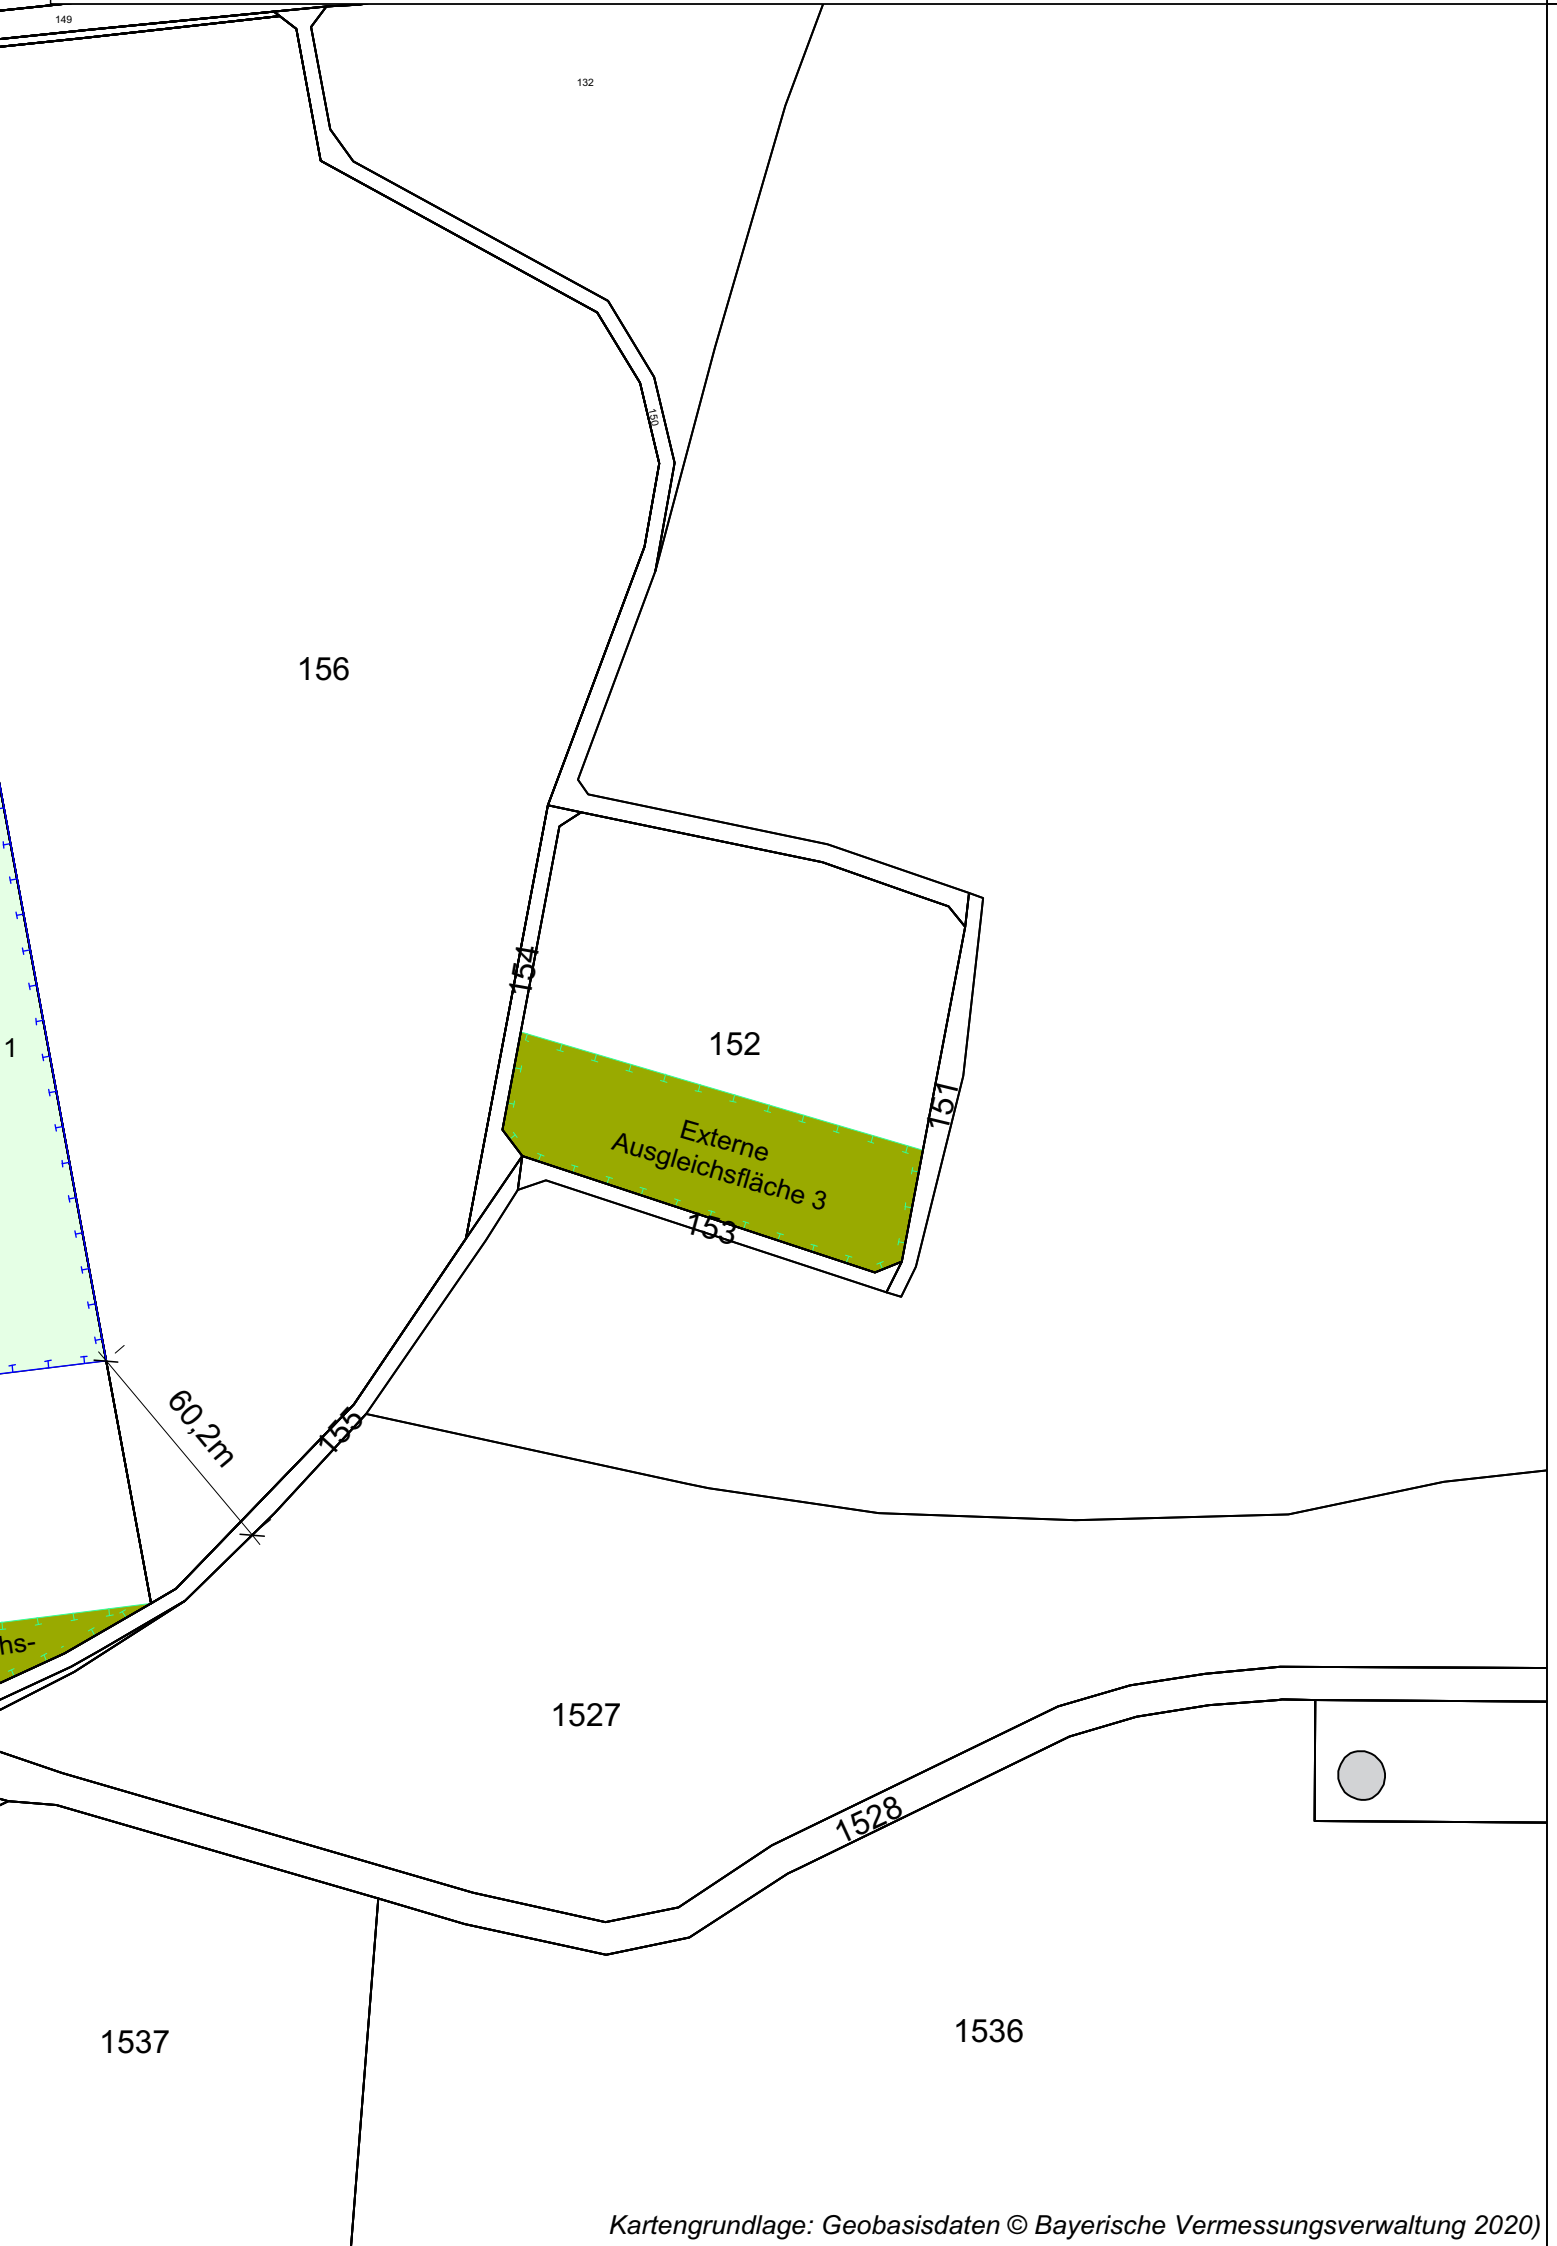 149
132
150
156
154
1
152
151
Externe
Ausgleichsfläche 3
153
60,2m
155
hs-
1527
1528
1536
1537
Kartengrundlage: Geobasisdaten © Bayerische Vermessungsverwaltung 2020)